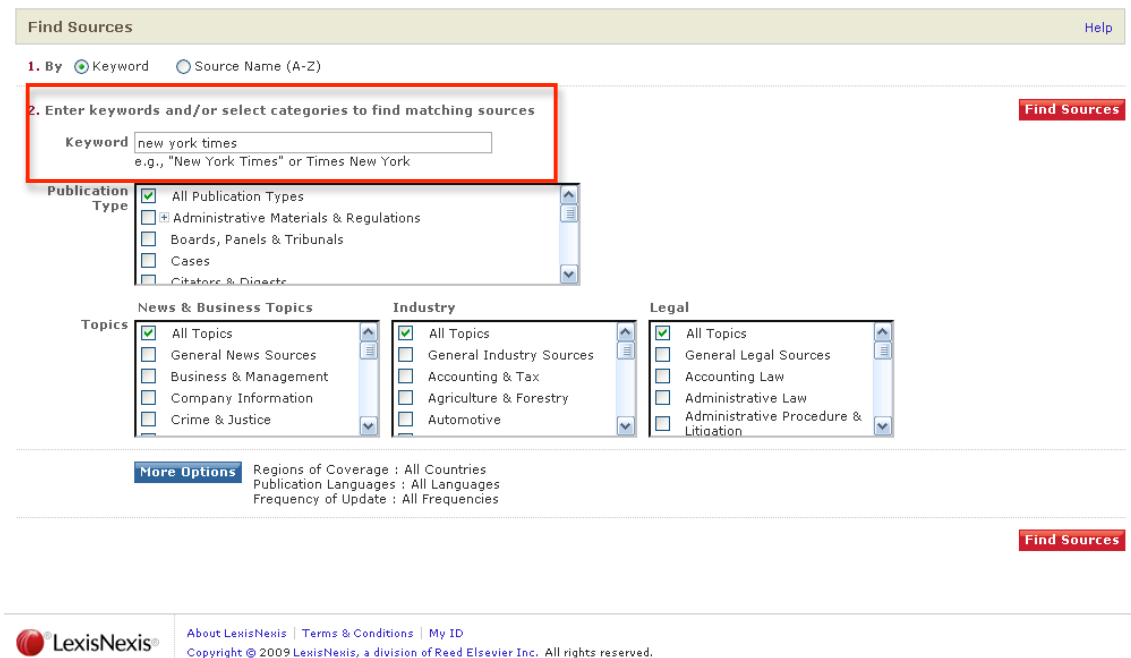 Find Sources
Help
1. By Keyword Source Name (A-Z)
2. Enter keywords and/or select categories to find matching sources
Find Sources
Keyword new york times
e.g., "New York Times" or Times New York
Publication Type
All Publication Types
Administrative Materials & Regulations
Boards, Panels & Tribunals
Cases
Citators & Digests
Topics
News & Business Topics
All Topics
General News Sources
Business & Management
Company Information
Crime & Justice
Industry
All Topics
General Industry Sources
Accounting & Tax
Agriculture & Forestry
Automotive
Legal
All Topics
General Legal Sources
Accounting Law
Administrative Law
Administrative Procedure &
Litigation
More Options
Regions of Coverage : All Countries
Publication Languages : All Languages
Frequency of Update : All Frequencies
Find Sources
LexisNexis®
About LexisNexis | Terms & Conditions | My ID
Copyright © 2009 LexisNexis, a division of Reed Elsevier Inc. All rights reserved.